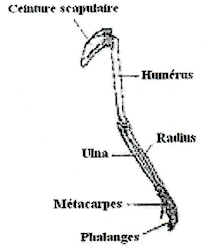 Ceinture scapulaire
Humérus
Radius
Ulna
Métacarpes
Phalanges